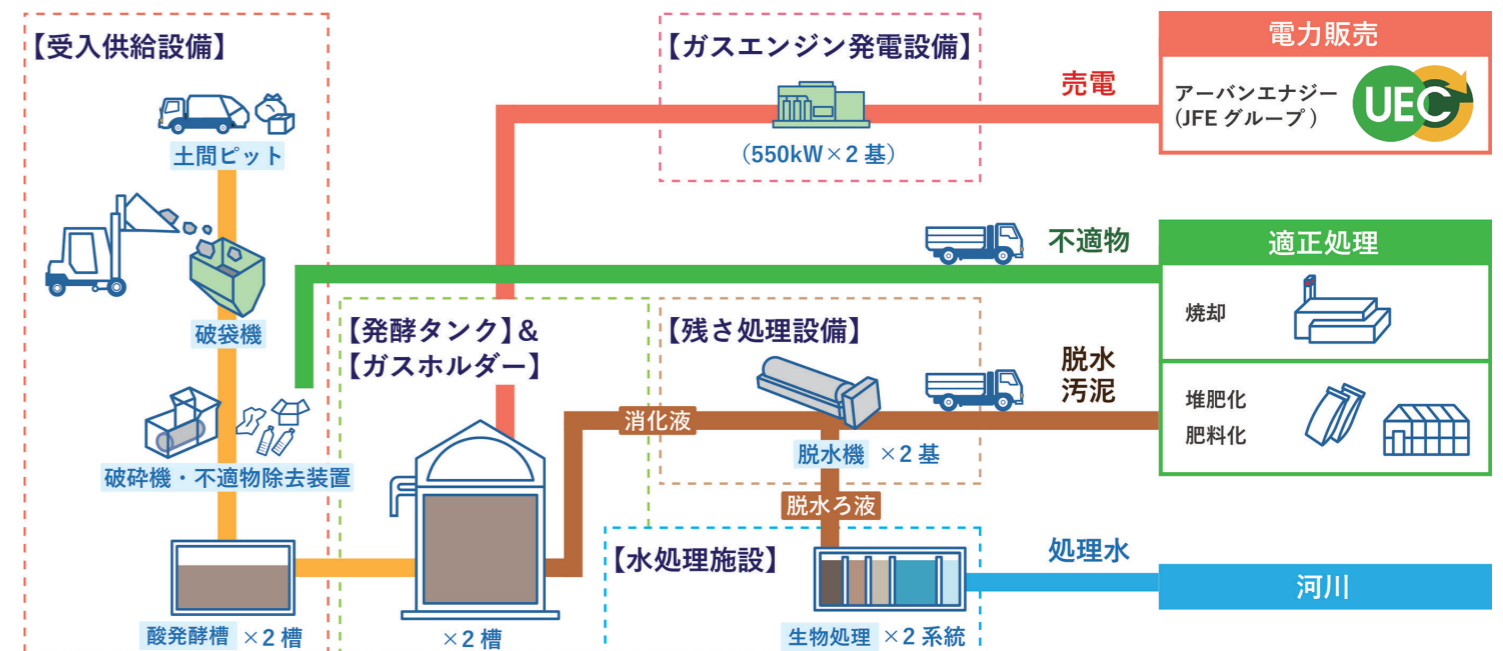 【受入供給設備】
土間ピット
破袋機
破砕機・不適物除去装置
酸発酵槽 ×2槽
【発酵タンク】&
【ガスホルダー】
×2槽
【ガスエンジン発電設備】
(550kW×2基)
売電
電力販売
アーバンエナジー
(JFEグループ)
UEC
不適物
適正処理
焼却
堆肥化
肥料化
【残さ処理設備】
消化液
脱水機 ×2基
脱水
汚泥
脱水ろ液
【水処理施設】
生物処理 ×2系統
処理水
河川